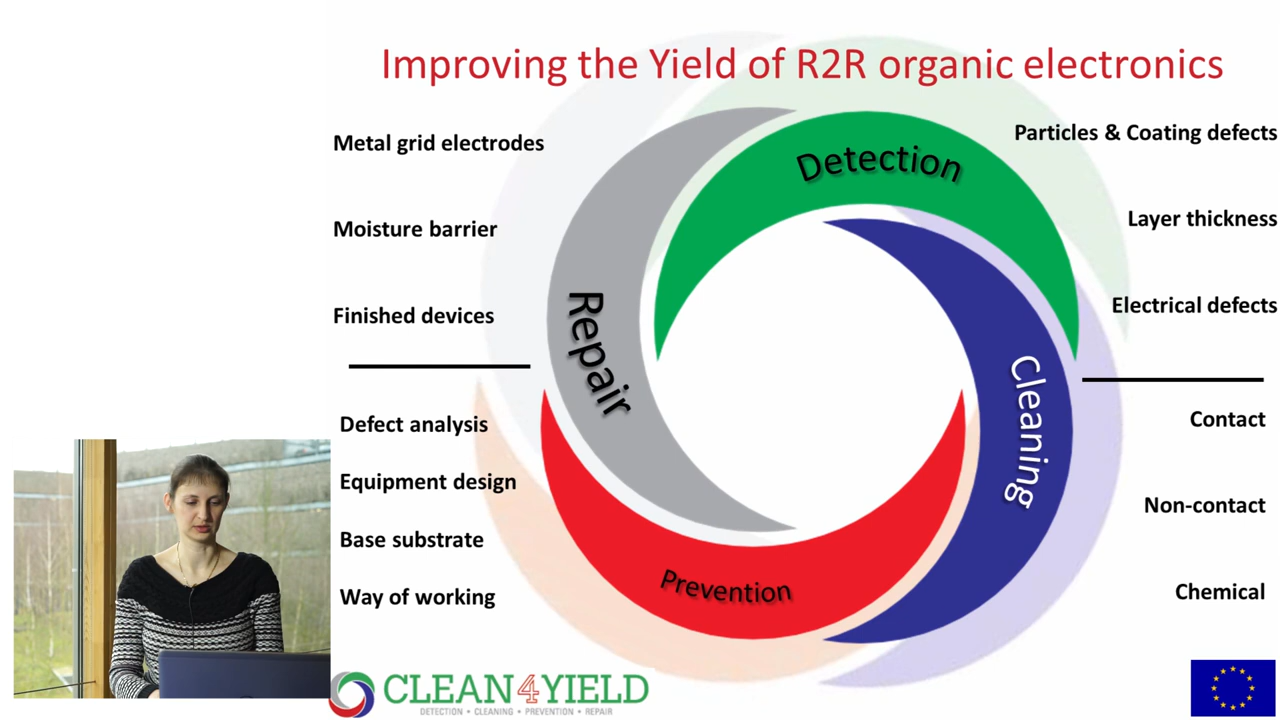 Improving the Yield of R2R organic electronics
Metal grid electrodes
Moisture barrier
Finished devices
Defect analysis
Equipment design
Base substrate
Way of working
Repair
Detection
Cleaning
Prevention
Particles & Coating defects
Layer thickness
Electrical defects
Contact
Non-contact
Chemical
CLEAN4YIELD
DETECTION • CLEANING • PREVENTION • REPAIR